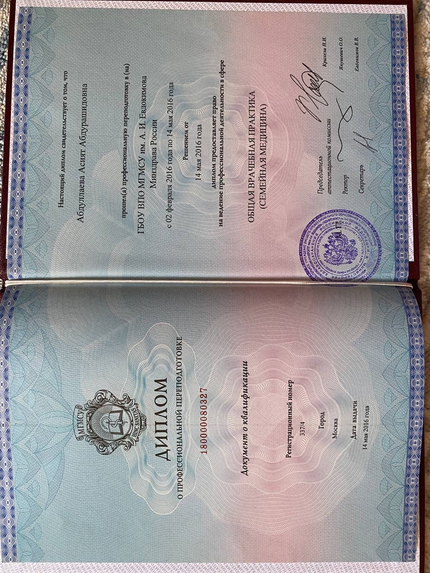 МГМСУ
ДИПЛОМ
О ПРОФЕССИОНАЛЬНОЙ ПЕРЕПОДГОТОВКЕ
180000080327
Документ о квалификации
Регистрационный номер
Город
Москва
Дата выдачи
14 мая 2016 года
Настоящий диплом свидетельствует о том, что
Абдуллаева Асият Абдурашидовна
прошел(а) профессиональную переподготовку в (на)
ГБОУ ВПО МГМСУ им. А. И. Евдокимова
Минздрава России
с 02 февраля 2016 года по 14 мая 2016 года
Решением от
14 мая 2016 года
диплом предоставляет право
на ведение профессиональной деятельности в сфере
ОБЩАЯ ВРАЧЕБНАЯ ПРАКТИКА
(СЕМЕЙНАЯ МЕДИЦИНА)
Председатель
аттестационной комиссии
Ректор
Янушевич О.О.
Секретарь